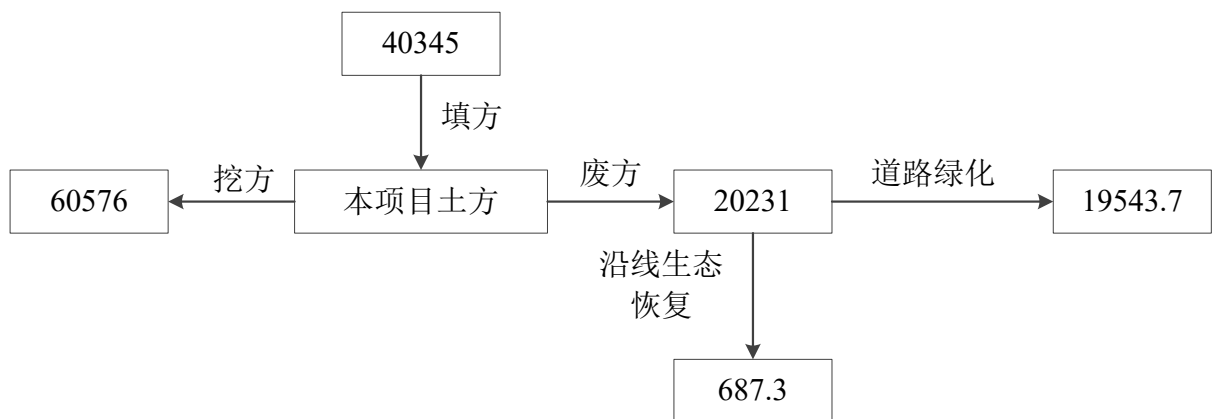 40345
填方
挖方
废方
道路绿化
60576
本项目土方
20231
19543.7
沿线生态
恢复
687.3